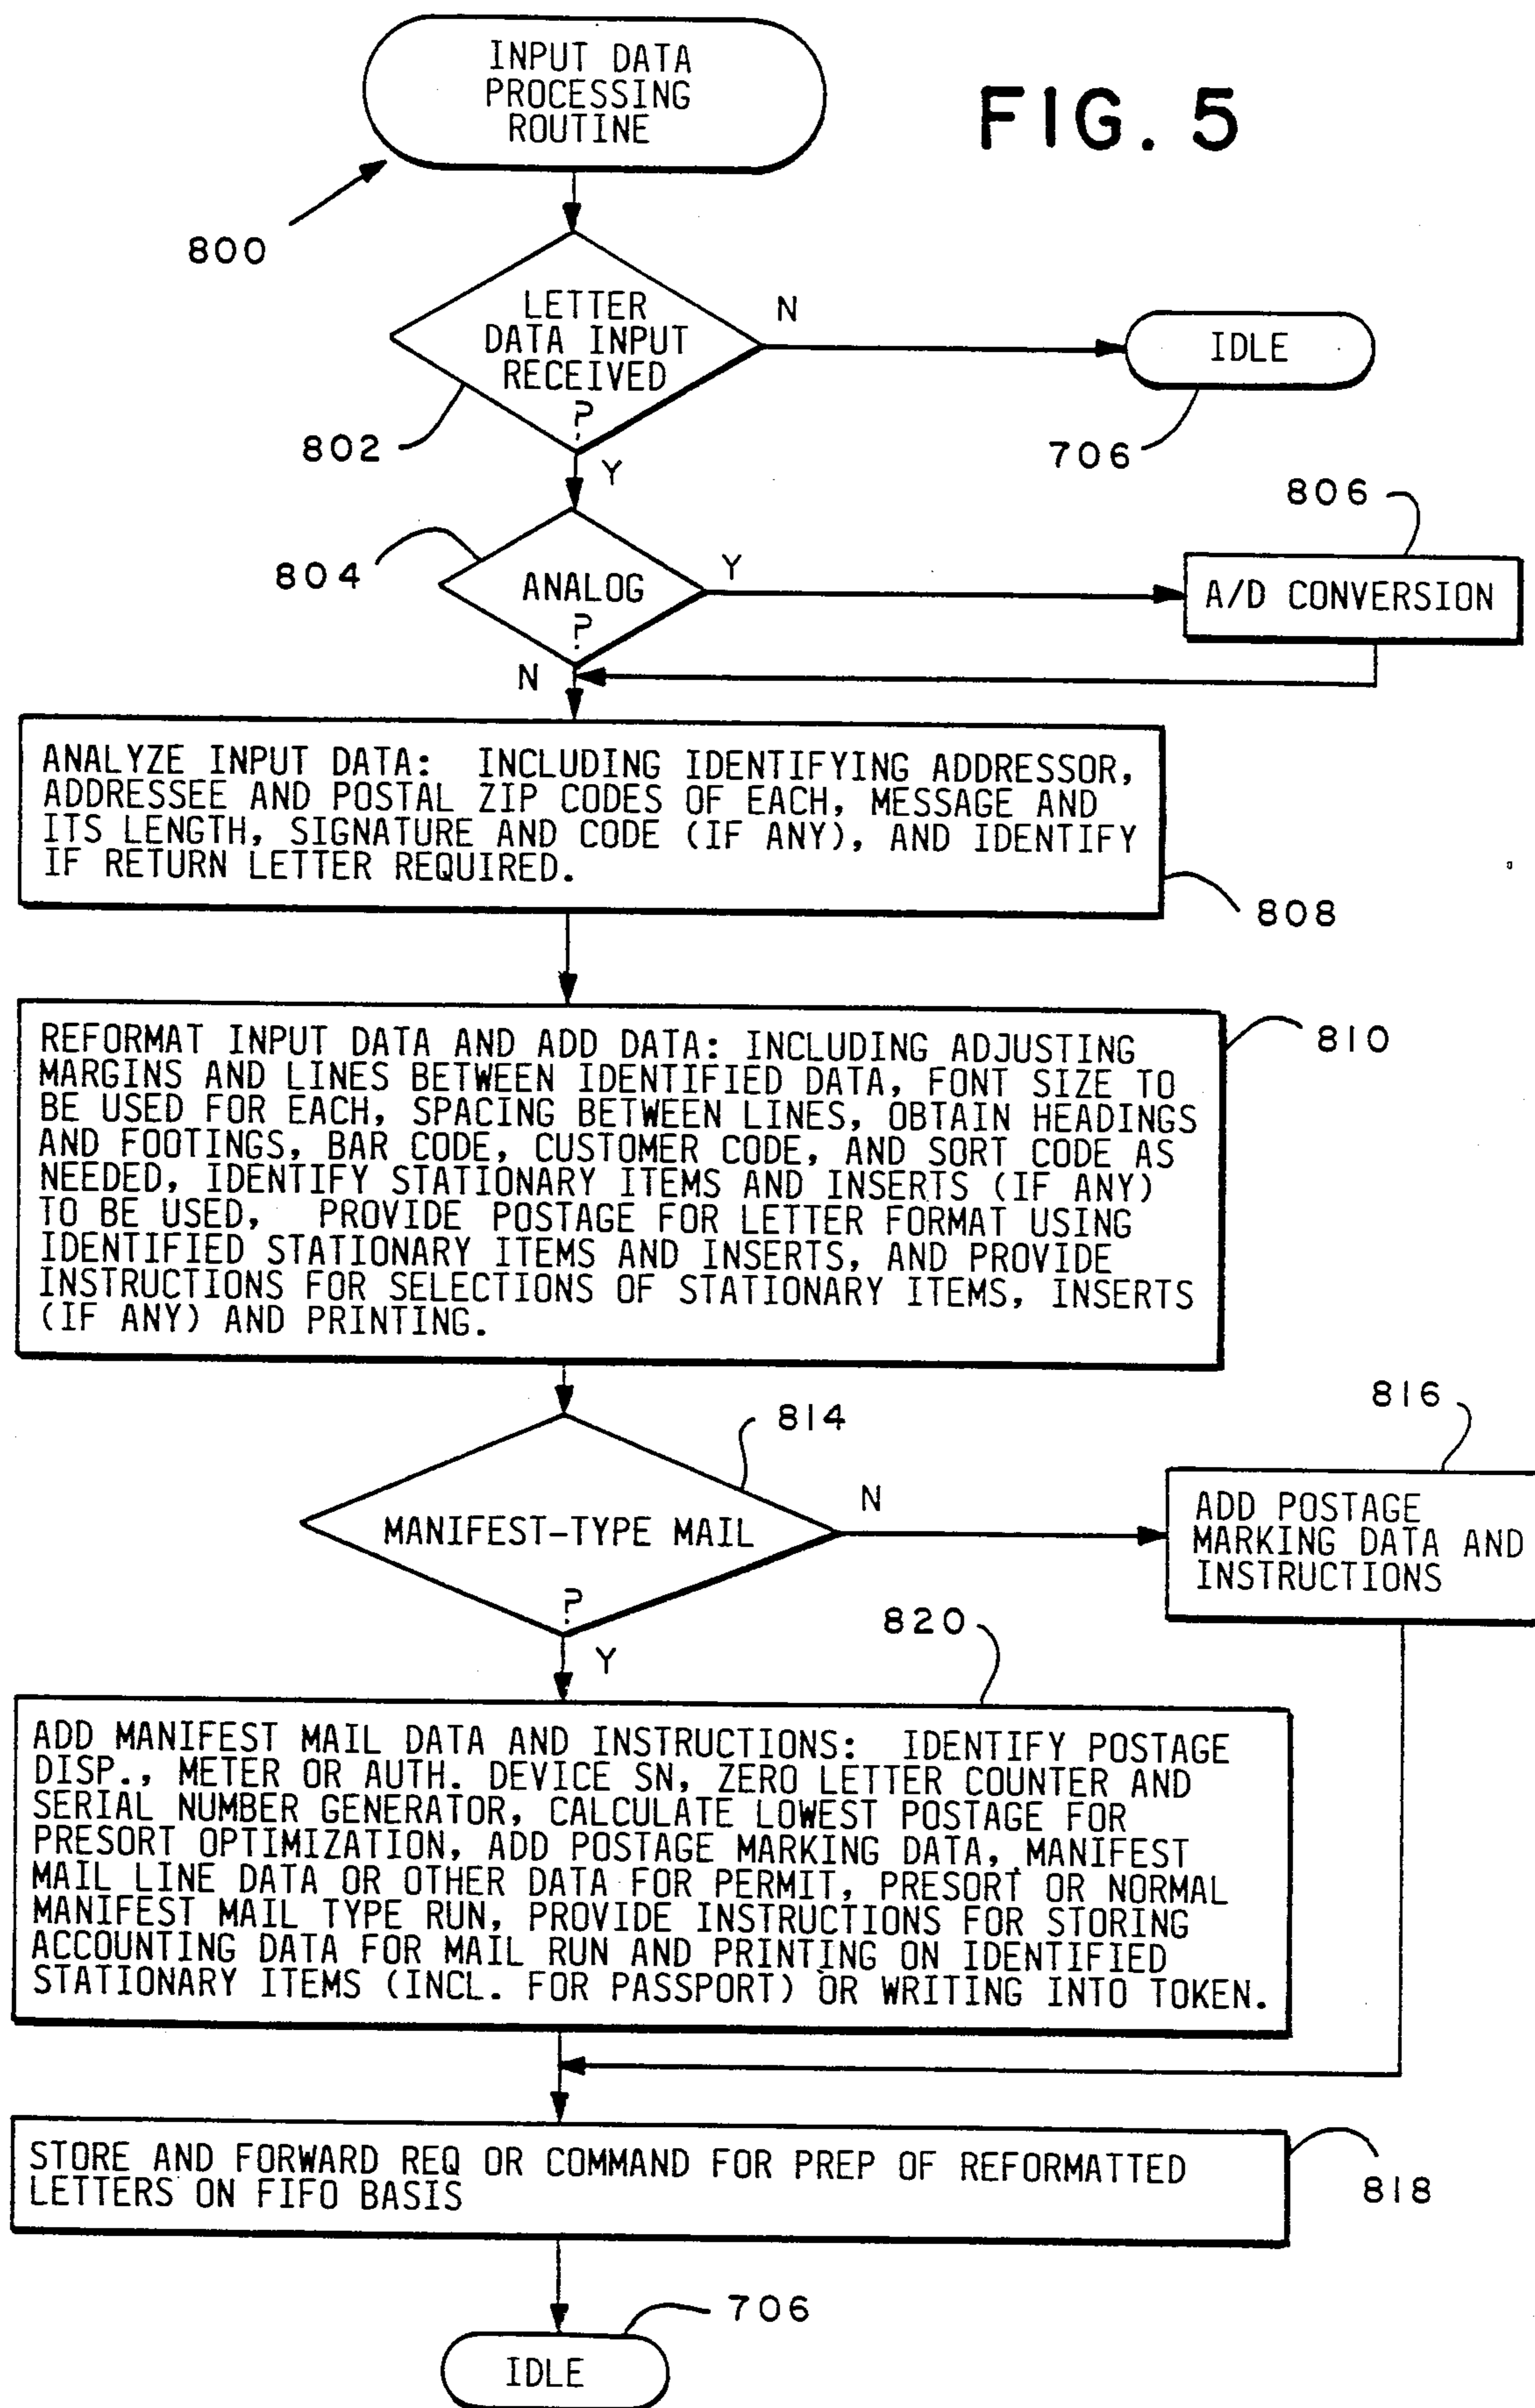 INPUT DATA
PROCESSING
ROUTINE
FIG. 5
800
LETTER
DATA INPUT
RECEIVED
?
N
IDLE
802
706
Y
806
804
ANALOG
?
Y
A/D CONVERSION
N
ANALYZE INPUT DATA: INCLUDING IDENTIFYING ADDRESSOR,
ADDRESSEE AND POSTAL ZIP CODES OF EACH, MESSAGE AND
ITS LENGTH, SIGNATURE AND CODE (IF ANY), AND IDENTIFY
IF RETURN LETTER REQUIRED.
808
REFORMAT INPUT DATA AND ADD DATA: INCLUDING ADJUSTING
MARGINS AND LINES BETWEEN IDENTIFIED DATA, FONT SIZE TO
BE USED FOR EACH, SPACING BETWEEN LINES, OBTAIN HEADINGS
AND FOOTINGS, BAR CODE, CUSTOMER CODE, AND SORT CODE AS
NEEDED, IDENTIFY STATIONARY ITEMS AND INSERTS (IF ANY)
TO BE USED, PROVIDE POSTAGE FOR LETTER FORMAT USING
IDENTIFIED STATIONARY ITEMS AND INSERTS, AND PROVIDE
INSTRUCTIONS FOR SELECTIONS OF STATIONARY ITEMS, INSERTS
(IF ANY) AND PRINTING.
810
814
816
MANIFEST-TYPE MAIL
?
N
ADD POSTAGE
MARKING DATA AND
INSTRUCTIONS
820
Y
ADD MANIFEST MAIL DATA AND INSTRUCTIONS: IDENTIFY POSTAGE
DISP., METER OR AUTH. DEVICE SN, ZERO LETTER COUNTER AND
SERIAL NUMBER GENERATOR, CALCULATE LOWEST POSTAGE FOR
PRESORT OPTIMIZATION, ADD POSTAGE MARKING DATA, MANIFEST
MAIL LINE DATA OR OTHER DATA FOR PERMIT, PRESORT OR NORMAL
MANIFEST MAIL TYPE RUN, PROVIDE INSTRUCTIONS FOR STORING
ACCOUNTING DATA FOR MAIL RUN AND PRINTING ON IDENTIFIED
STATIONARY ITEMS (INCL. FOR PASSPORT) OR WRITING INTO TOKEN.
STORE AND FORWARD REQ OR COMMAND FOR PREP OF REFORMATTED
LETTERS ON FIFO BASIS
818
706
IDLE